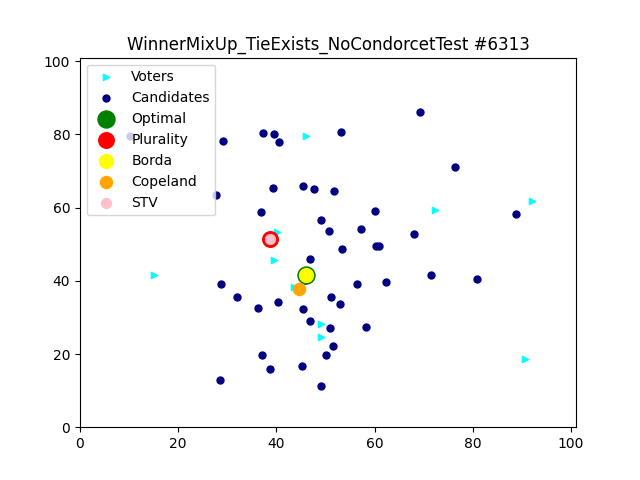 WinnerMixUp_TieExists_NoCondorcetTest #6313
100
80
60
40
20
0
Voters
Candidates
Optimal
Plurality
Borda
Copeland
STV
0 20 40 60 80 100